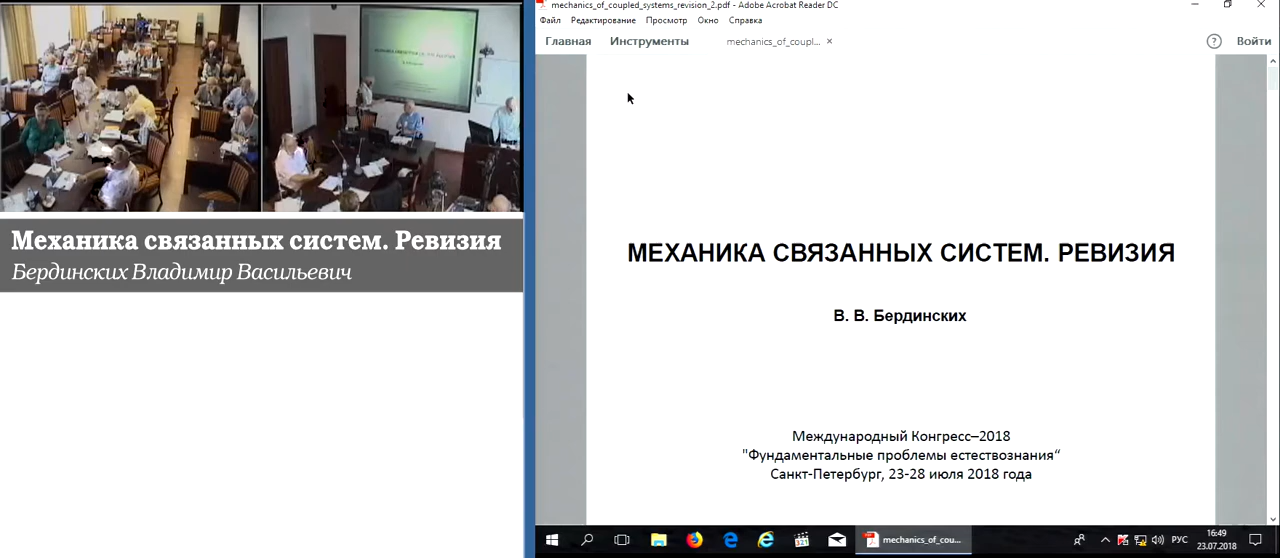 Механика связанных систем. Ревизия
Бердинских Владимир Васильевич
mechanics_of_coupled_systems_revision_2.pdf - Adobe Acrobat Reader DC
Файл Редактирование Просмотр Окно Справка
Главная Инструменты mechanics_of_coupl... × ? Войти
МЕХАНИКА СВЯЗАННЫХ СИСТЕМ. РЕВИЗИЯ
В. В. Бердинских
Международный Конгресс–2018
"Фундаментальные проблемы естествознания“
Санкт-Петербург, 23-28 июля 2018 года
mechanics_of_cou... РУС 16:49
23.07.2018